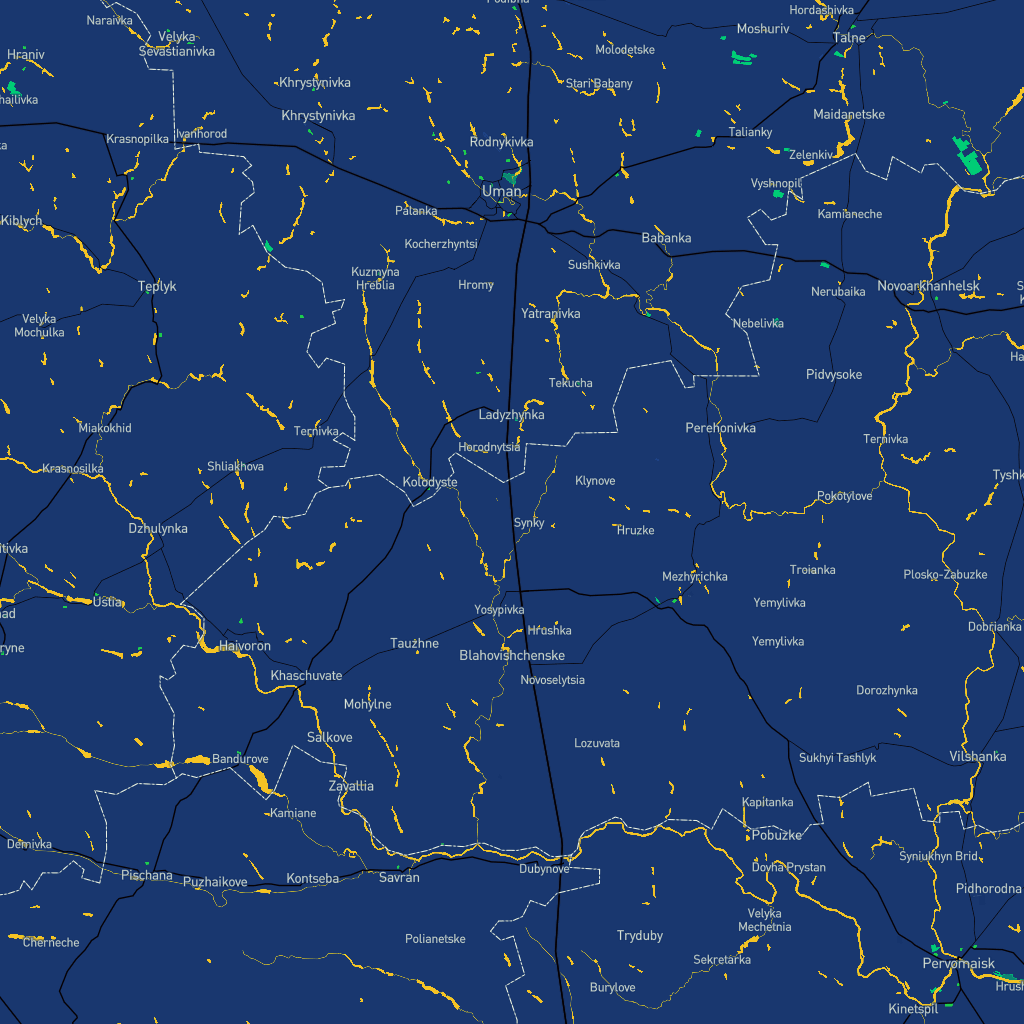 Hordashivka
Naraivka
Moshuriv
Velyka
Sevastianivka
Talne
Molodetske
Hraniv
Khrystynivka
Stari Babany
Khrystynivka
Maidanetske
Talianky
Krasnopilka
Ivanhorod
Rodnykivka
Zelenkiv
Vyshnopil
Uman
Palanka
Kamianeche
Kiblych
Babanka
Kocherzhyntsi
Sushkivka
Kuzmyna
Hreblia
Teplyk
Hromy
Nerubaika
Novoarkhanhelsk
Velyka
Mochulka
Yatranivka
Nebelivka
Pidvysoke
Tekucha
Ladyzhynka
Miakokhid
Ternivka
Perehonivka
Ternivka
Horodnytsia
Krasnosilka
Shliakhova
Kolodyste
Klynove
Pokotylove
Dzhulynka
Synky
Hruzke
Mezhyrichka
Troianka
Plosko-Zabuzke
Ustia
Yosypivka
Yemylivka
Hrushka
Dobrianka
Haivoron
Tauzhne
Yemylivka
Blahovishchenske
Khaschuvate
Novoselytsia
Dorozhynka
Mohylne
Salkove
Lozuvata
Bandurove
Sukhyi Tashlyk
Vilshanka
Zavallia
Kapitanka
Kamiane
Pobuzke
Demivka
Syniukhyn Brid
Dubynove
Dovha Prystan
Pischana
Puzhaikove
Kontseba
Savran
Pidhorodna
Velyka
Mechetnia
Cherneche
Polianetske
Tryduby
Sekretarka
Pervomaisk
Burylove
Kinetspil